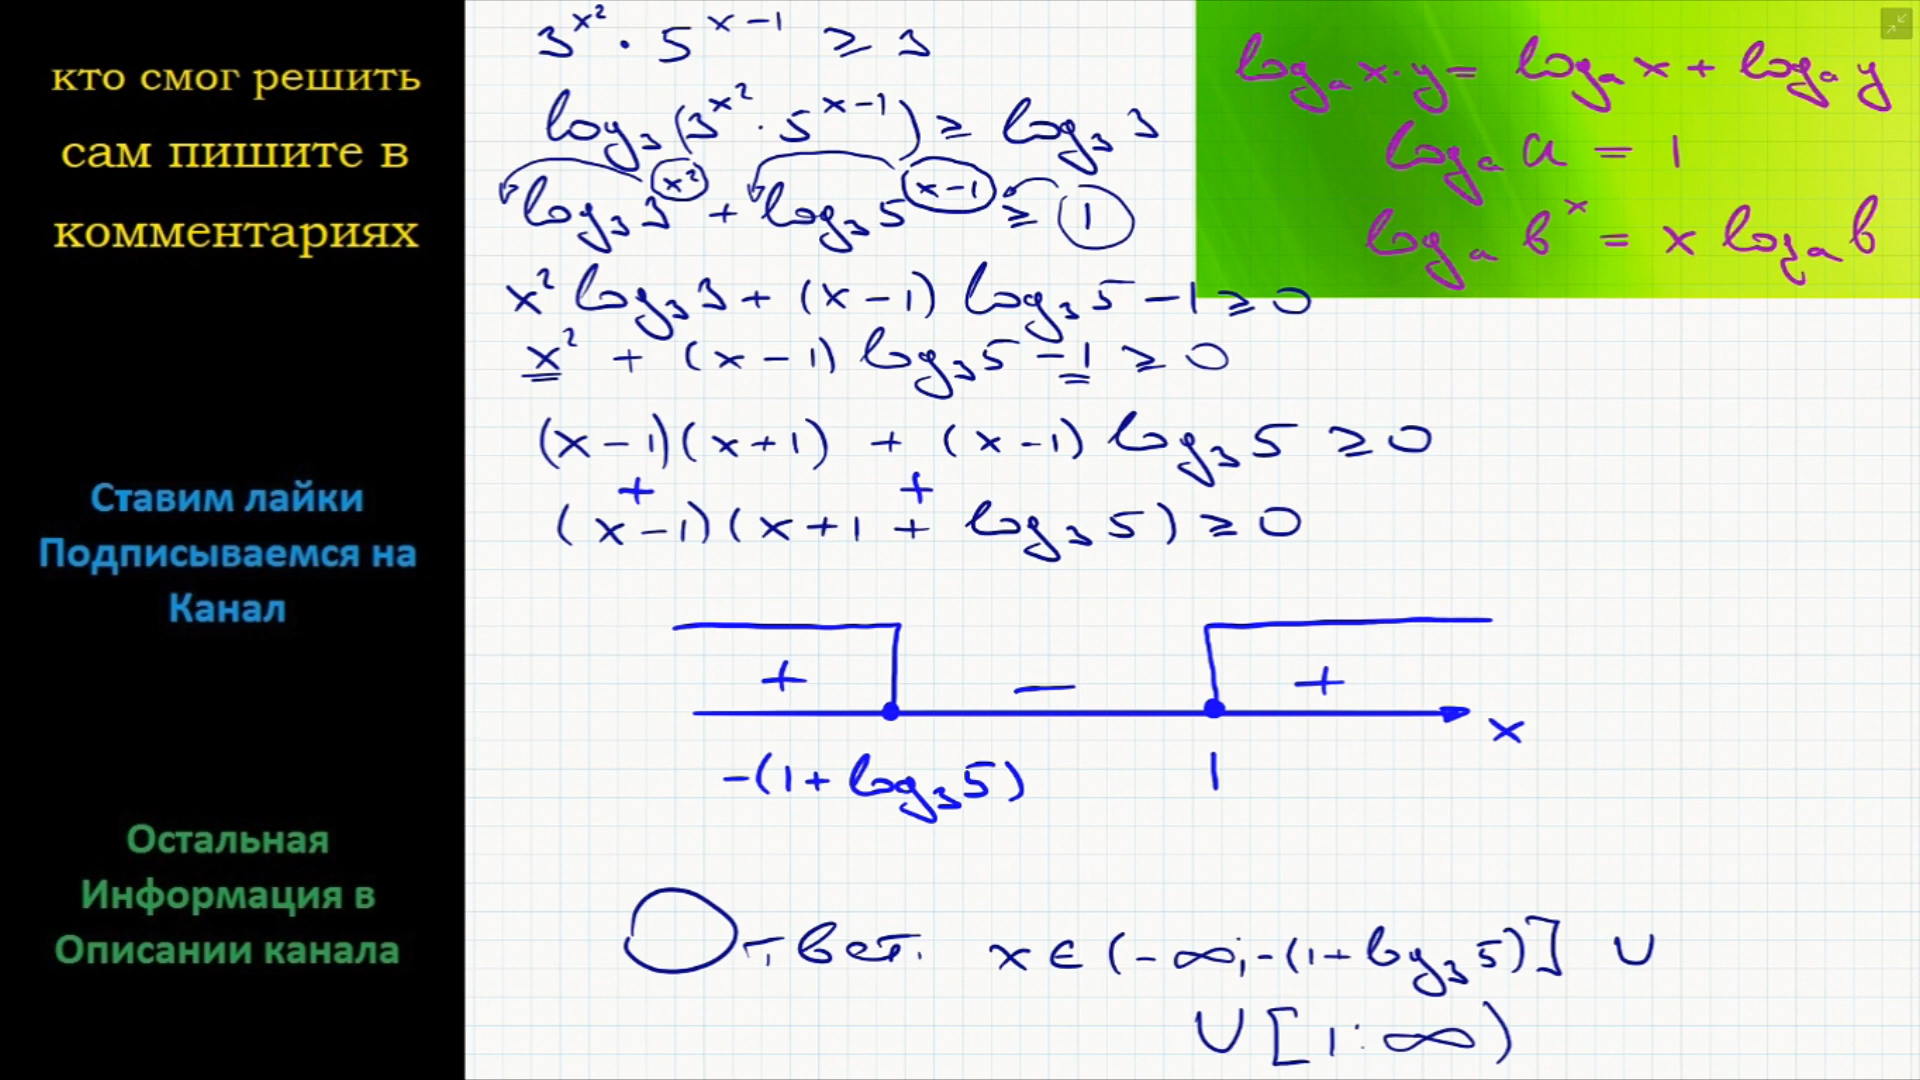 кто смог решить
сам пишите в
комментариях
Ставим лайки
Подписываемся на
Канал
Остальная
Информация в
Описании канала
3^{x²} · 5^{x-1} ≥ 3
log₃(3^{x²} · 5^{x-1}) ≥ log₃ 3
log₃ 3^{x²} + log₃ 5^{x-1} ≥ 1
x² log₃ 3 + (x-1) log₃ 5 - 1 ≥ 0
x² + (x-1) log₃ 5 - 1 ≥ 0
(x-1)(x+1) + (x-1) log₃ 5 ≥ 0
+ +
(x-1)(x+1 + log₃ 5) ≥ 0
+ − +
x
-(1+log₃ 5) 1
Ответ: x ∈ (-∞; -(1+log₃ 5)] ∪
∪ [1; ∞)
logₐ x·y = logₐ x + logₐ y
logₐ a = 1
logₐ b^x = x logₐ b